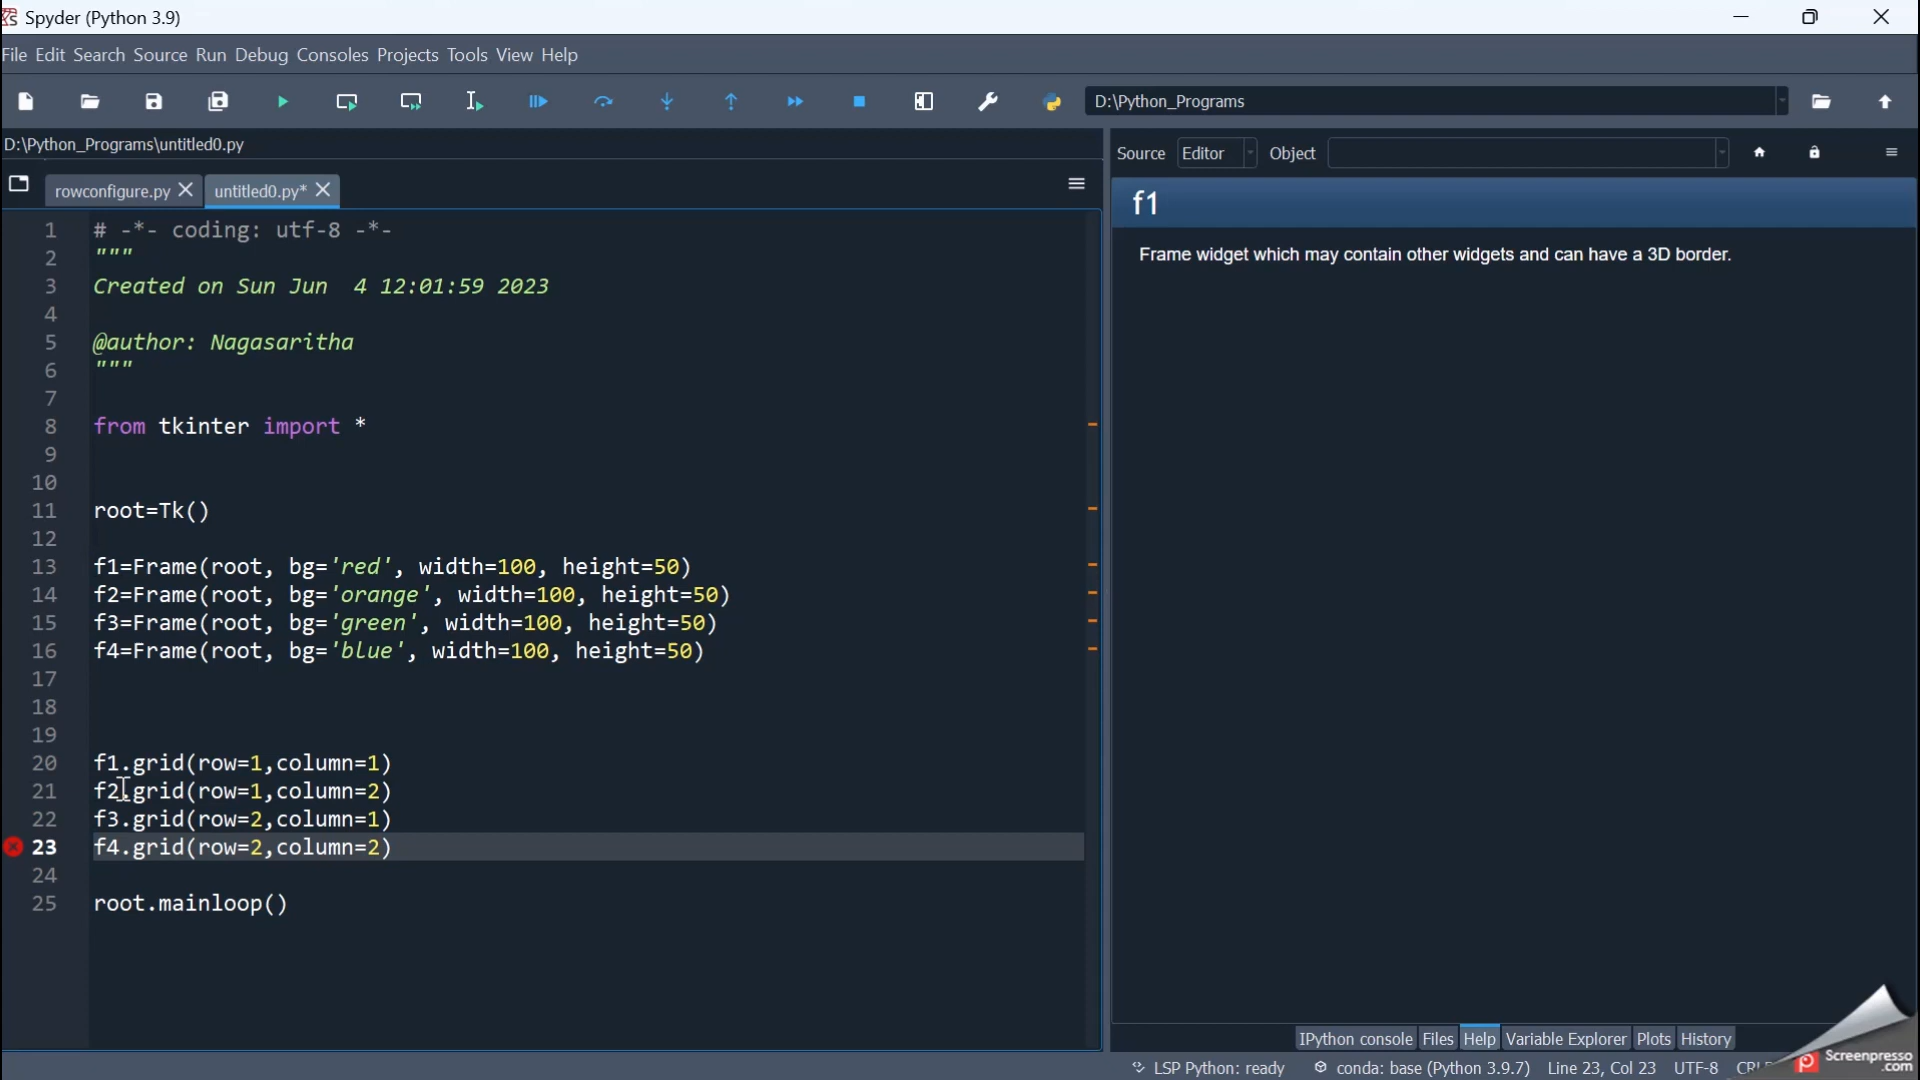 Spyder (Python 3.9)
File Edit Search Source Run Debug Consoles Projects Tools View Help
D:\Python_Programs
D:\Python_Programs\untitled0.py
rowconfigure.py
untitled0.py*
1 # -*- coding: utf-8 -*-
2 """
3 Created on Sun Jun  4 12:01:59 2023
4
5 @author: Nagasaritha
6 """
7
8 from tkinter import *
9
10
11 root=Tk()
12
13 f1=Frame(root, bg='red', width=100, height=50)
14 f2=Frame(root, bg='orange', width=100, height=50)
15 f3=Frame(root, bg='green', width=100, height=50)
16 f4=Frame(root, bg='blue', width=100, height=50)
17
18
19
20 f1.grid(row=1,column=1)
21 f2.grid(row=1,column=2)
22 f3.grid(row=2,column=1)
23 f4.grid(row=2,column=2)
24
25 root.mainloop()
Source Editor Object
f1
Frame widget which may contain other widgets and can have a 3D border.
IPython console Files Help Variable Explorer Plots History
LSP Python: ready conda: base (Python 3.9.7) Line 23, Col 23 UTF-8
Screenpresso
.com